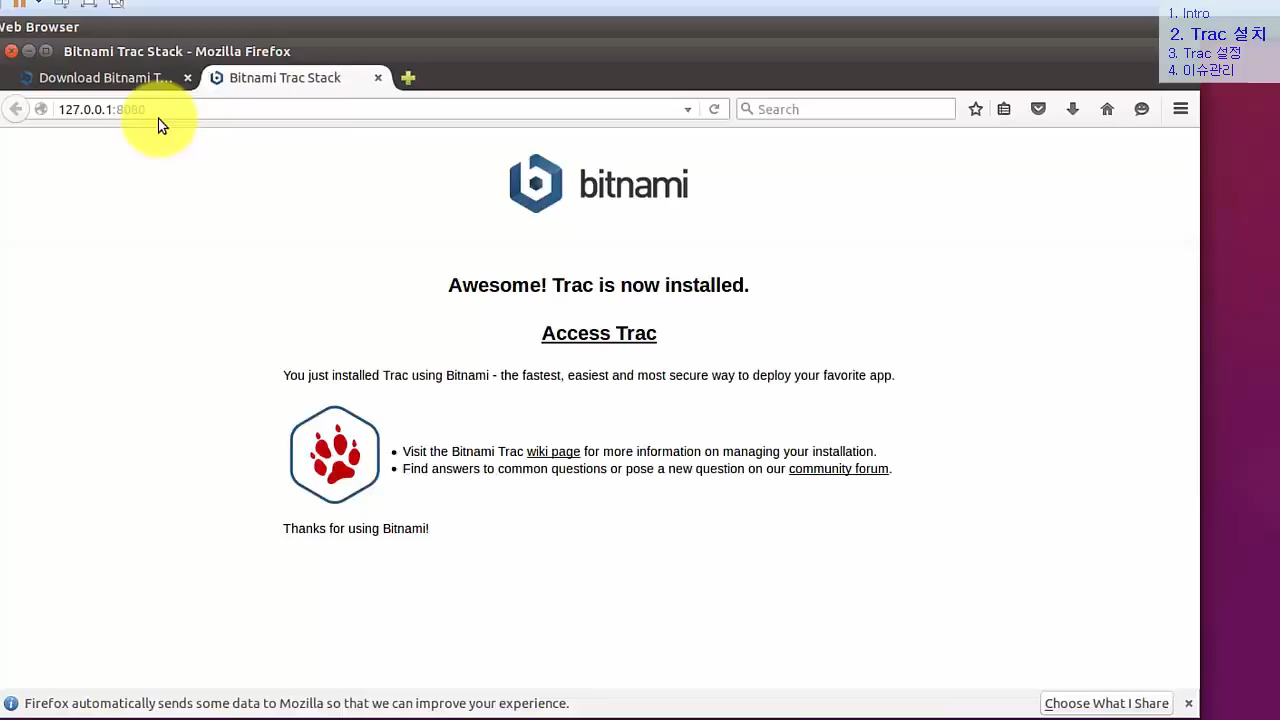 Web Browser
1. Intro
2. Trac 설치
3. Trac 설정
4. 이슈관리
Bitnami Trac Stack - Mozilla Firefox
Download Bitnami T...
Bitnami Trac Stack
127.0.0.1:8080
Search
bitnami
Awesome! Trac is now installed.
Access Trac
You just installed Trac using Bitnami - the fastest, easiest and most secure way to deploy your favorite app.
• Visit the Bitnami Trac wiki page for more information on managing your installation.
• Find answers to common questions or pose a new question on our community forum.
Thanks for using Bitnami!
Firefox automatically sends some data to Mozilla so that we can improve your experience.
Choose What I Share